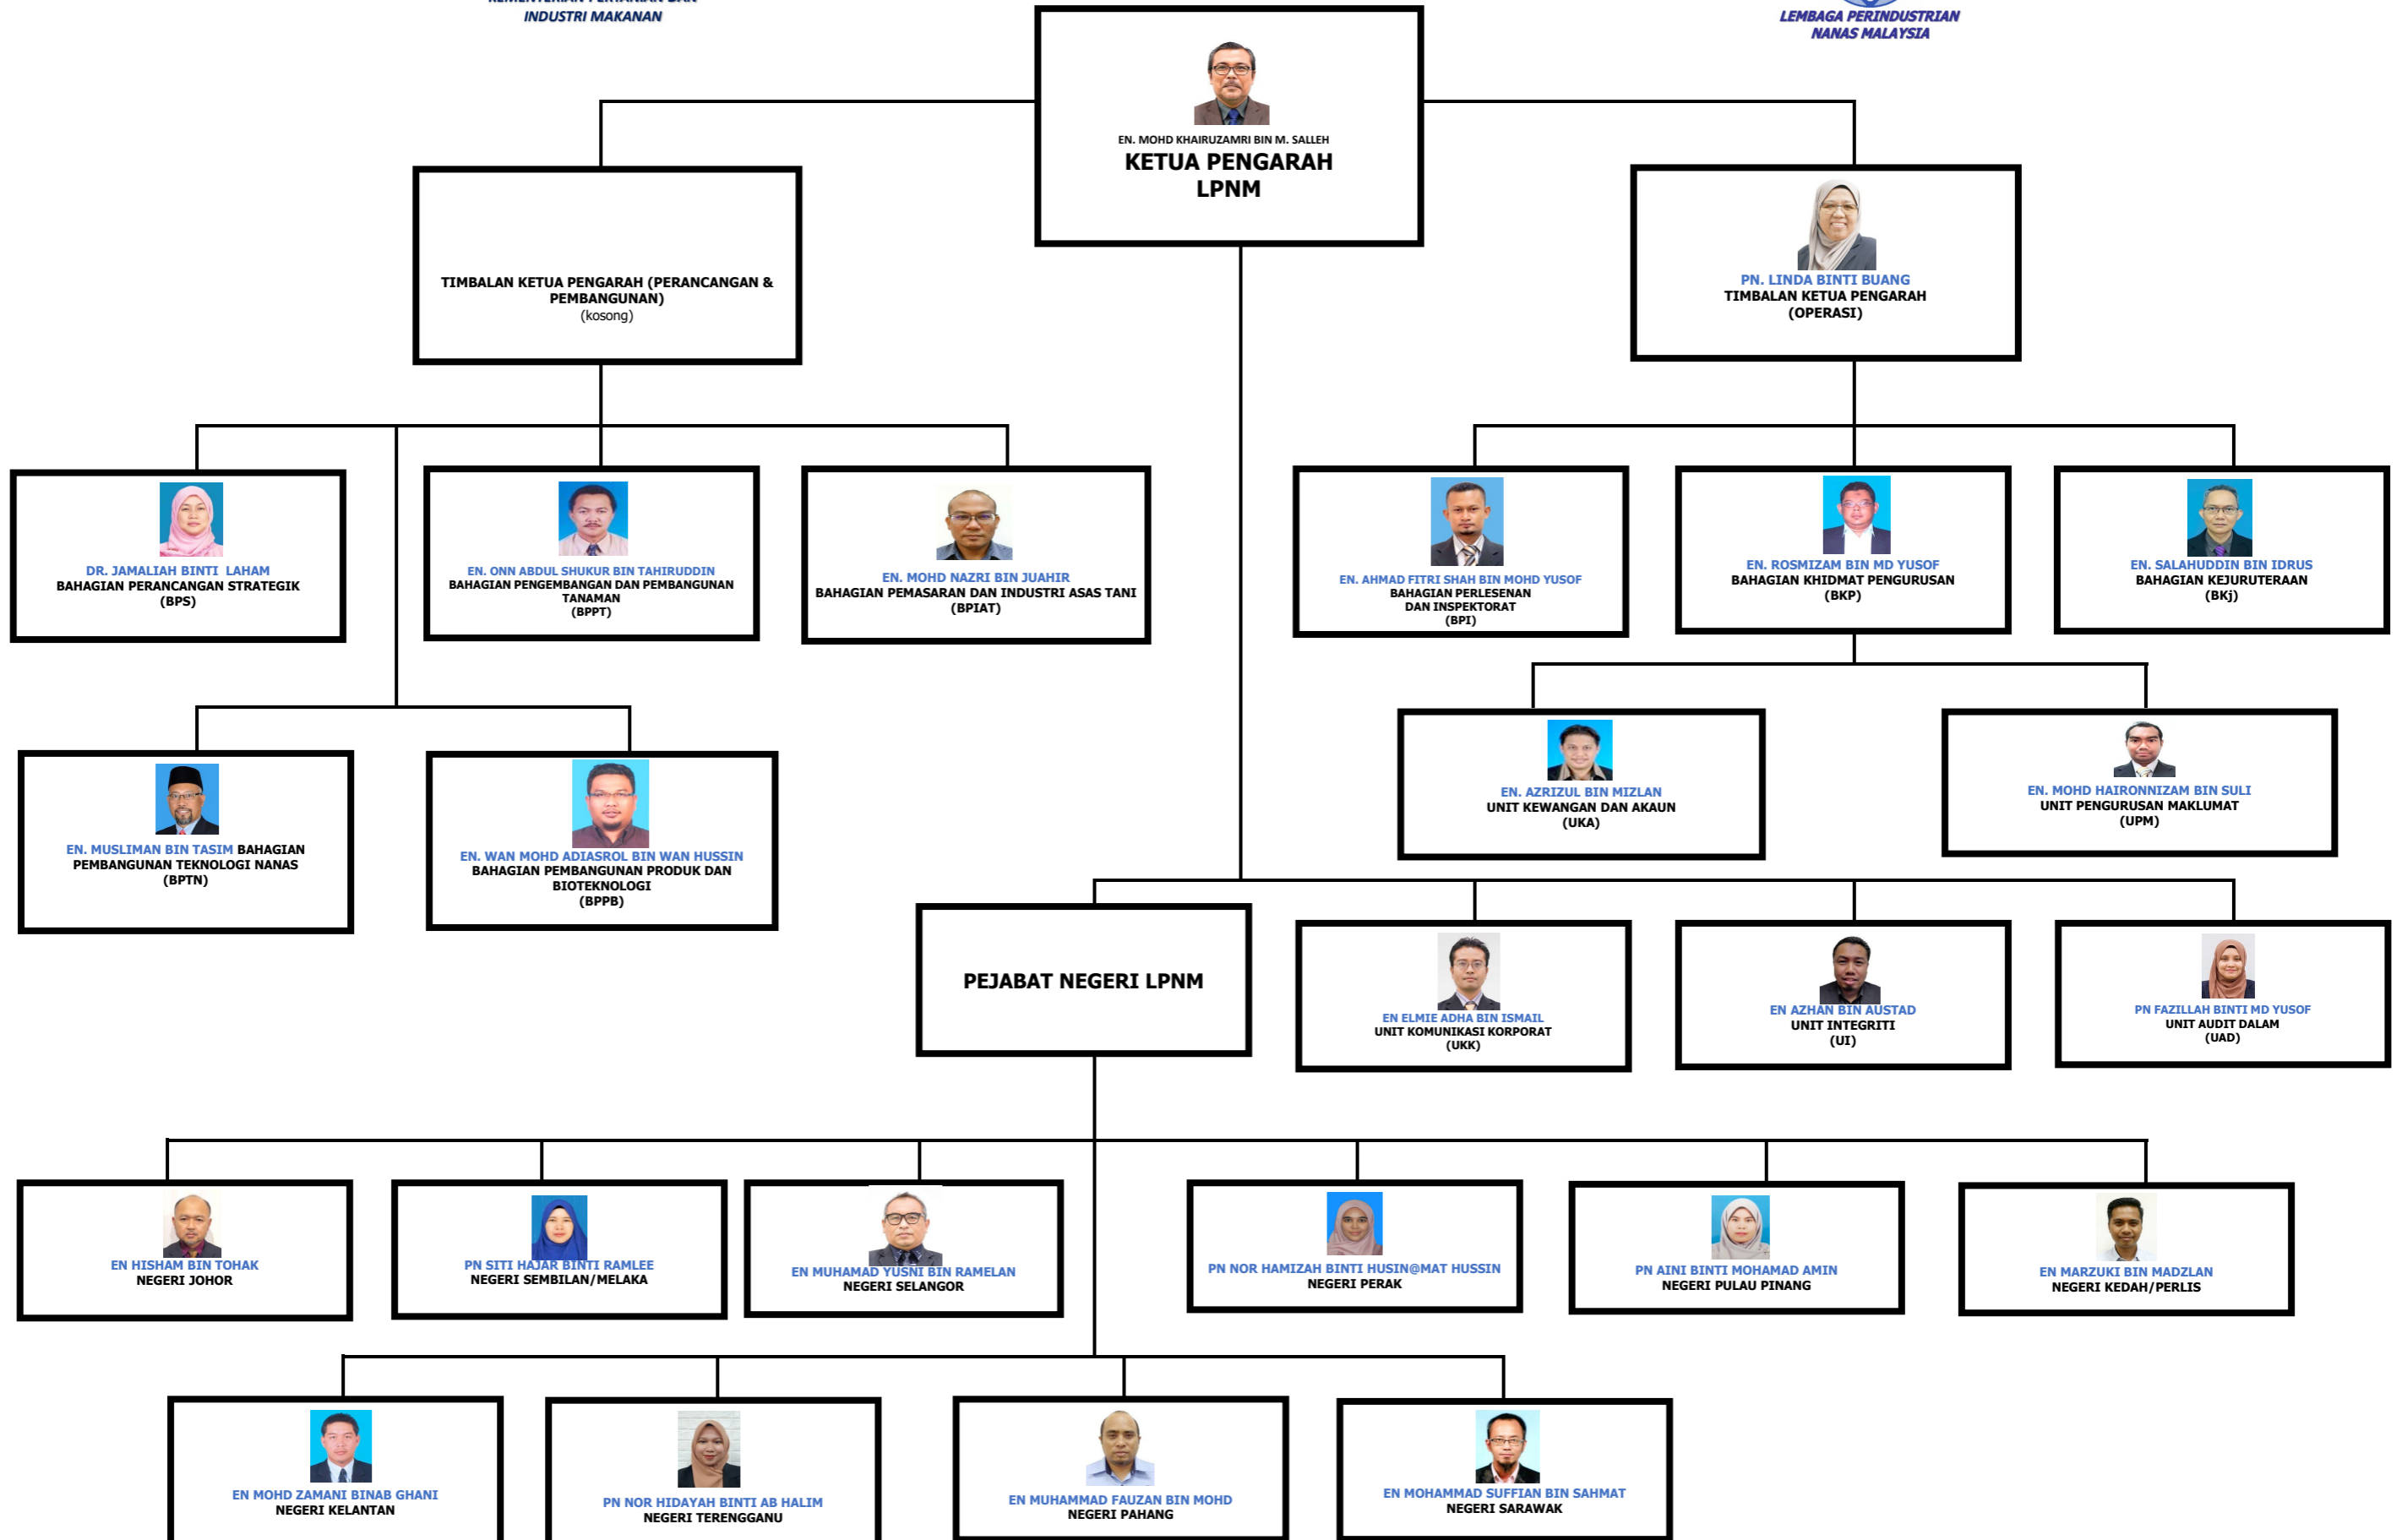 KEMENTERIAN PERTANIAN DAN
INDUSTRI MAKANAN
LEMBAGA PERINDUSTRIAN
NANAS MALAYSIA
EN. MOHD KHAIRUZAMRI BIN M. SALLEH
KETUA PENGARAH
LPNM
TIMBALAN KETUA PENGARAH (PERANCANGAN &
PEMBANGUNAN)
(kosong)
PN. LINDA BINTI BUANG
TIMBALAN KETUA PENGARAH
(OPERASI)
DR. JAMALIAH BINTI LAHAM
BAHAGIAN PERANCANGAN STRATEGIK
(BPS)
EN. ONN ABDUL SHUKUR BIN TAHIRUDDIN
BAHAGIAN PENGEMBANGAN DAN PEMBANGUNAN
TANAMAN
(BPPT)
EN. MOHD NAZRI BIN JUAHIR
BAHAGIAN PEMASARAN DAN INDUSTRI ASAS TANI
(BPIAT)
EN. AHMAD FITRI SHAH BIN MOHD YUSOF
BAHAGIAN PERLESENAN
DAN INSPEKTORAT
(BPI)
EN. ROSMIZAM BIN MD YUSOF
BAHAGIAN KHIDMAT PENGURUSAN
(BKP)
EN. SALAHUDDIN BIN IDRUS
BAHAGIAN KEJURUTERAAN
(BKj)
EN. AZRIZUL BIN MIZLAN
UNIT KEWANGAN DAN AKAUN
(UKA)
EN. MOHD HAIRONNIZAM BIN SULI
UNIT PENGURUSAN MAKLUMAT
(UPM)
EN. MUSLIMAN BIN TASIM BAHAGIAN
PEMBANGUNAN TEKNOLOGI NANAS
(BPTN)
EN. WAN MOHD ADIASROL BIN WAN HUSSIN
BAHAGIAN PEMBANGUNAN PRODUK DAN
BIOTEKNOLOGI
(BPPB)
PEJABAT NEGERI LPNM
EN ELMIE ADHA BIN ISMAIL
UNIT KOMUNIKASI KORPORAT
(UKK)
EN AZHAN BIN AUSTAD
UNIT INTEGRITI
(UI)
PN FAZILLAH BINTI MD YUSOF
UNIT AUDIT DALAM
(UAD)
EN HISHAM BIN TOHAK
NEGERI JOHOR
PN SITI HAJAR BINTI RAMLEE
NEGERI SEMBILAN/MELAKA
EN MUHAMAD YUSNI BIN RAMELAN
NEGERI SELANGOR
PN NOR HAMIZAH BINTI HUSIN@MAT HUSSIN
NEGERI PERAK
PN AINI BINTI MOHAMAD AMIN
NEGERI PULAU PINANG
EN MARZUKI BIN MADZLAN
NEGERI KEDAH/PERLIS
EN MOHD ZAMANI BINAB GHANI
NEGERI KELANTAN
PN NOR HIDAYAH BINTI AB HALIM
NEGERI TERENGGANU
EN MUHAMMAD FAUZAN BIN MOHD
NEGERI PAHANG
EN MOHAMMAD SUFFIAN BIN SAHMAT
NEGERI SARAWAK